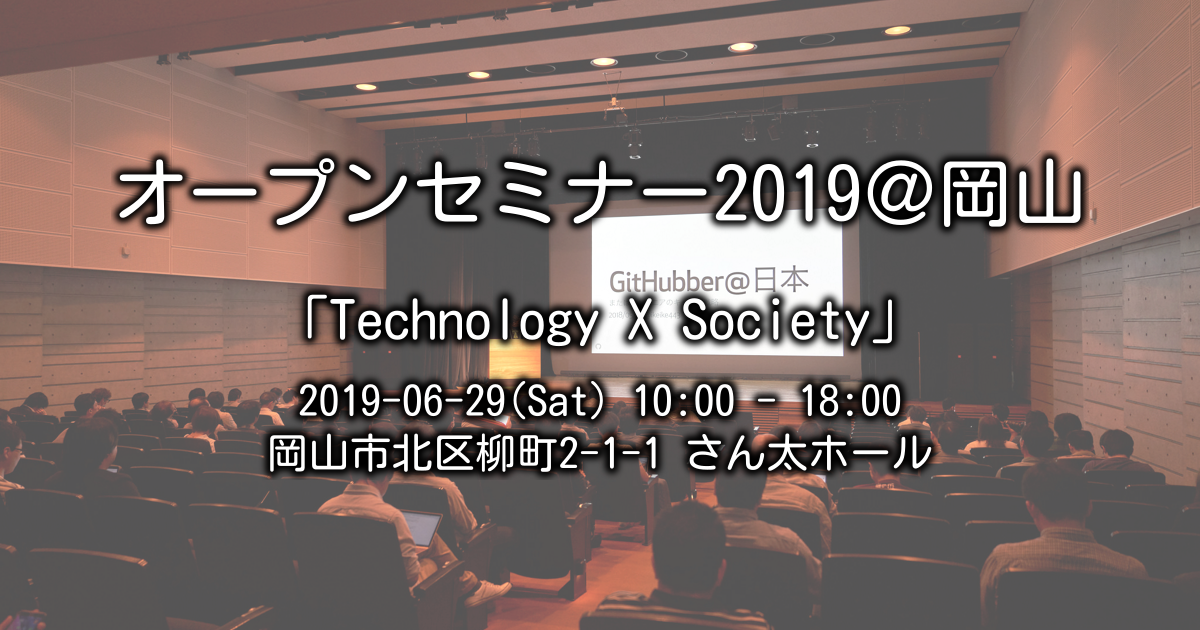 オープンセミナー2019@岡山
GitHubber@日本
「Technology X Society」
2019-06-29(Sat) 10:00 - 18:00
岡山市北区柳町2-1-1 さん太ホール